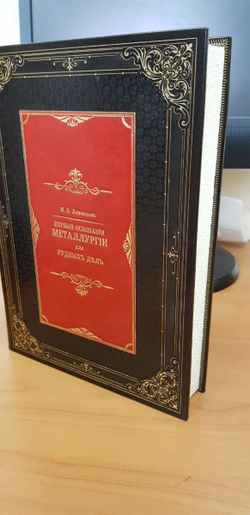 М. В. Ломоносовъ
ПЕРВЫЯ ОСНОВАНІЯ
МЕТАЛЛУРГІИ
ИЛИ
РУДНЫХЪ ДѢЛЪ